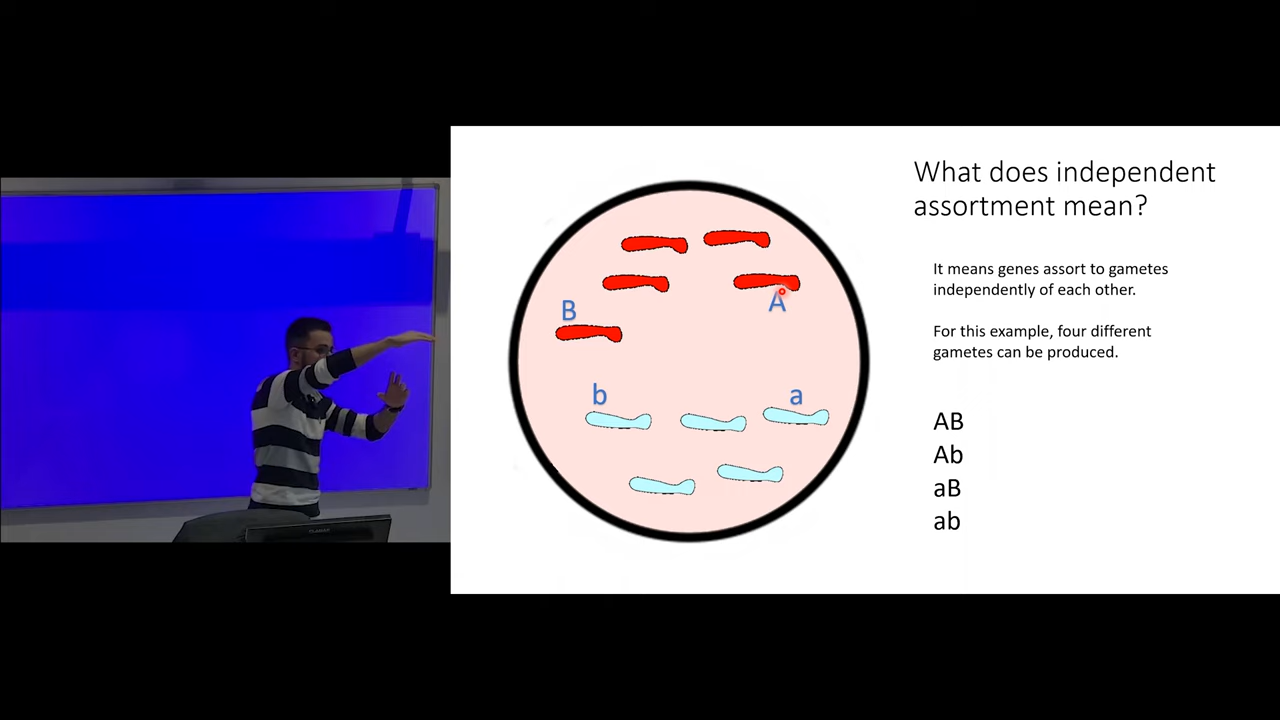 What does independent
assortment mean?
It means genes assort to gametes
independently of each other.
For this example, four different
gametes can be produced.
B
A
b
a
AB
Ab
aB
ab